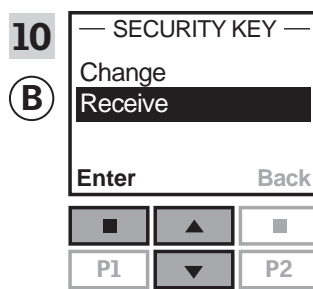 10
B
— SECURITY KEY —
Change
Receive
Enter Back
P1 P2